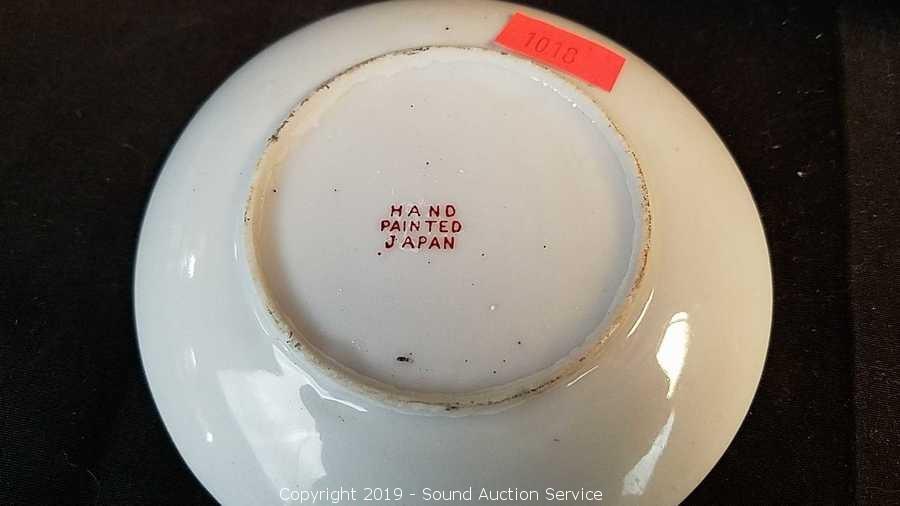 1018
HAND
PAINTED
JAPAN
Copyright 2019 - Sound Auction Service